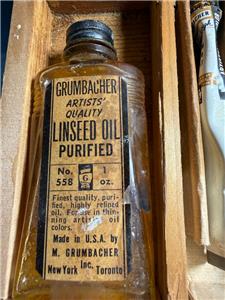 GRUMBACHER
ARTISTS'
QUALITY
LINSEED OIL
PURIFIED
No. 1
558 G oz.
Finest quality, puri-
fied, highly refined
oil. For use in thin-
ning artists' oil
colors.
Made in U.S.A. by
M. GRUMBACHER
Inc.
New York Toronto